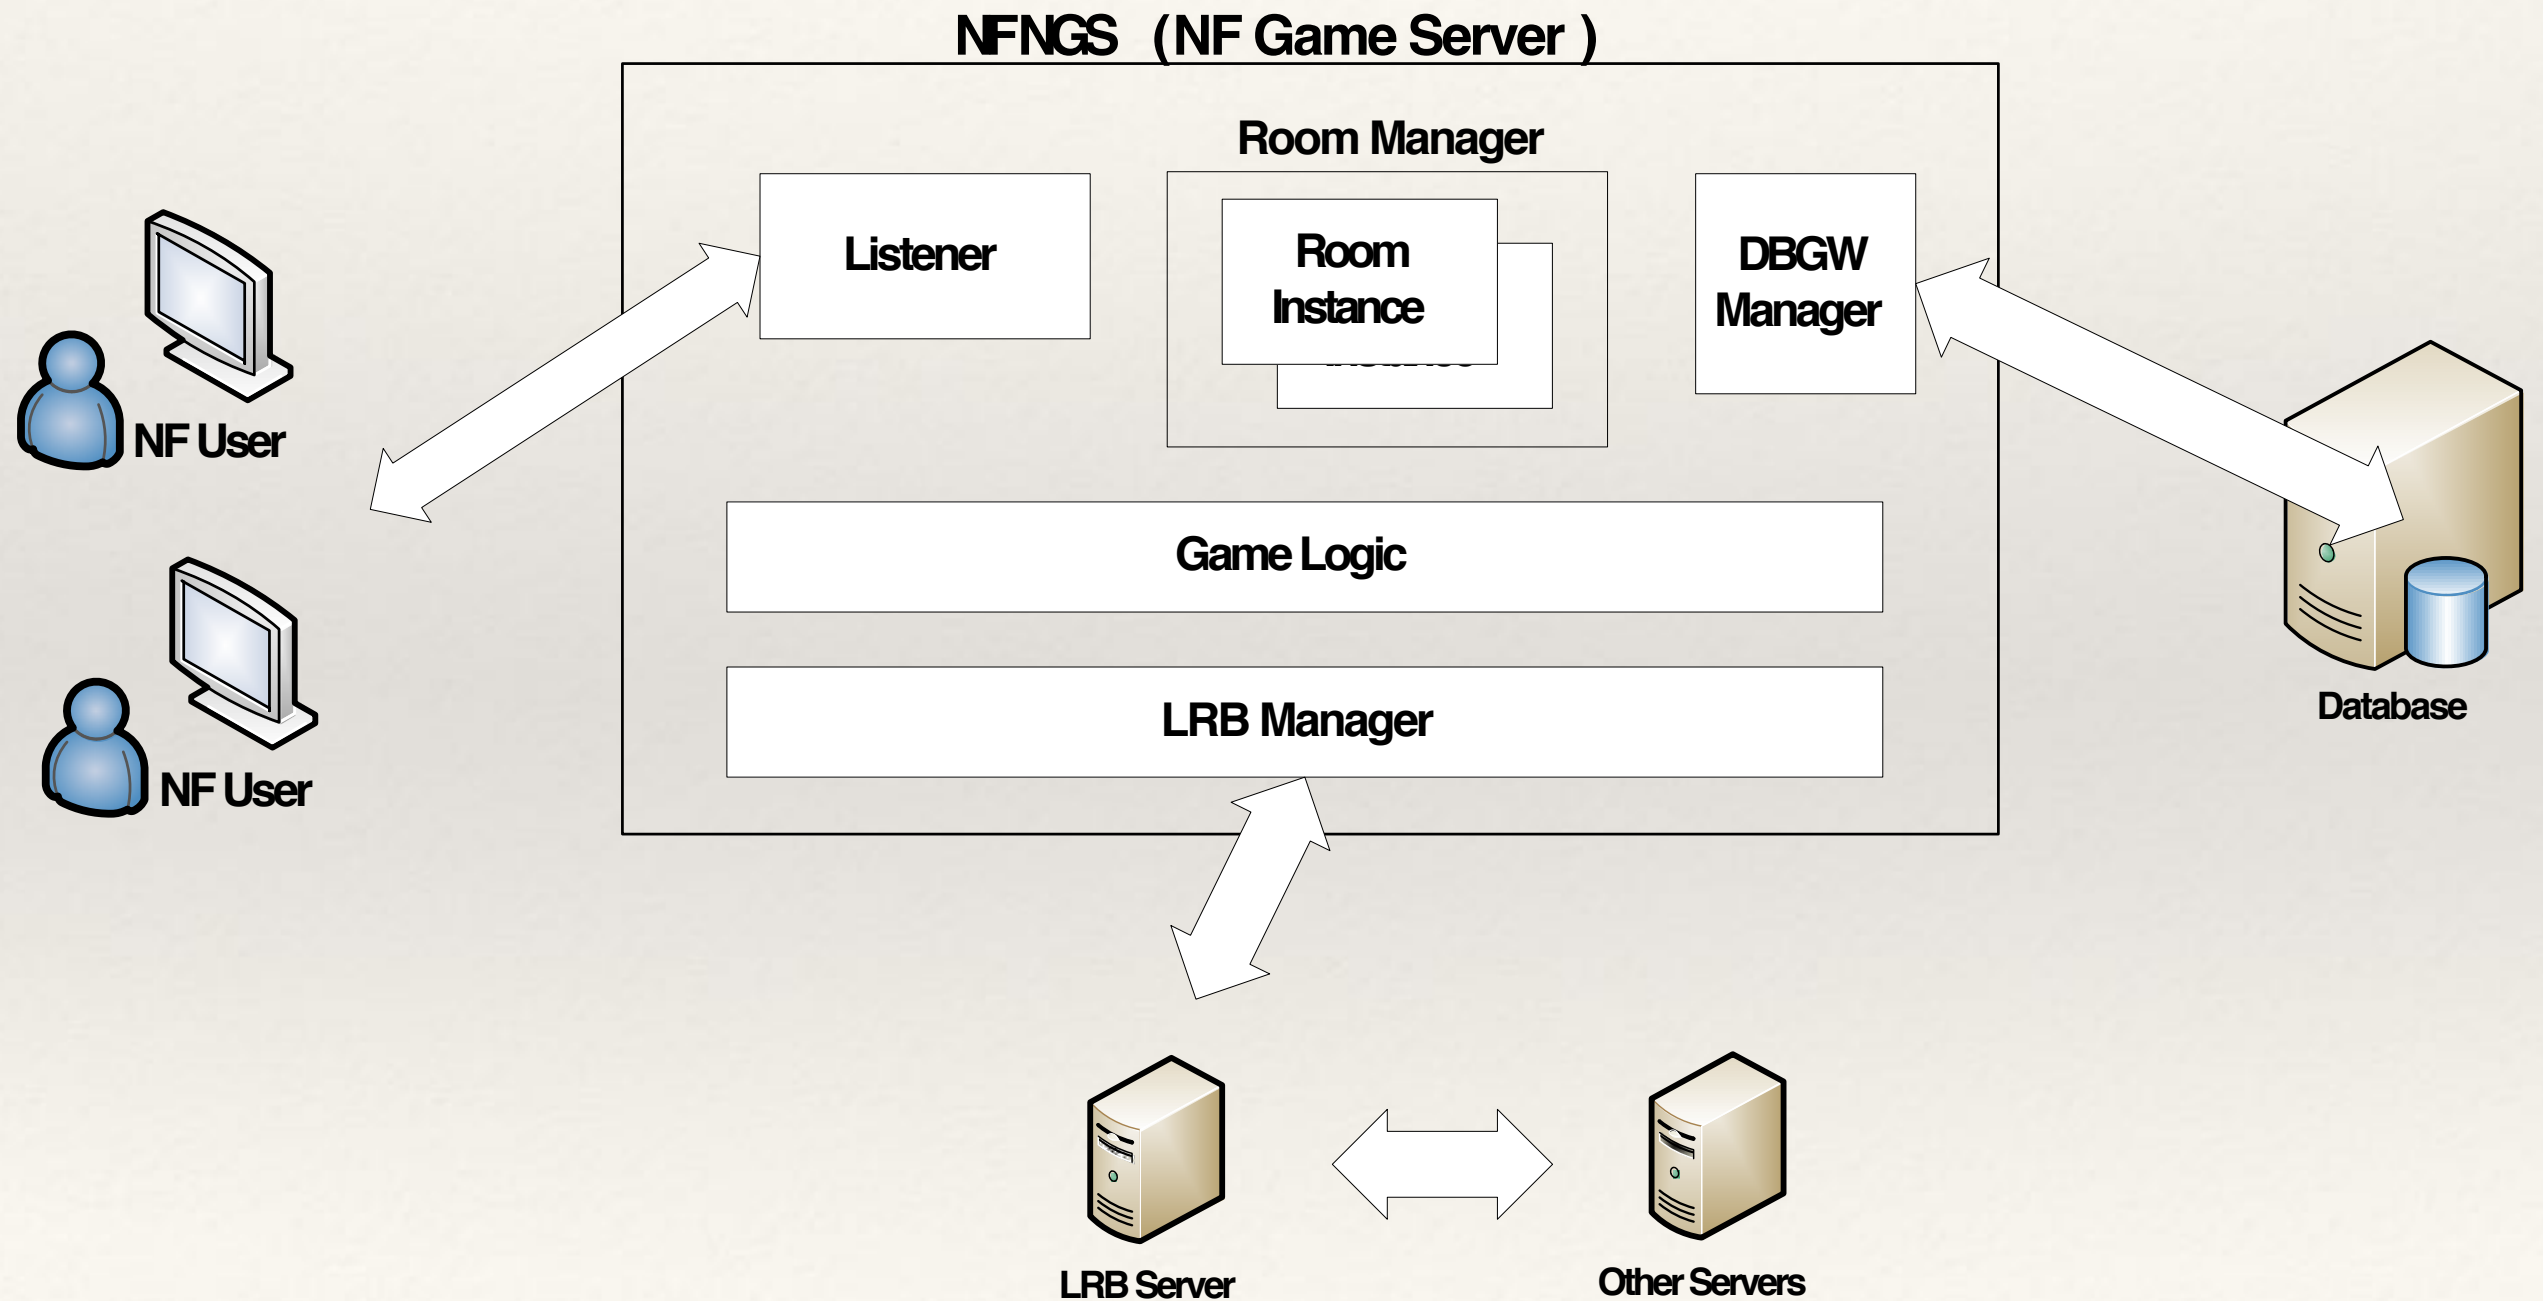 NFNGS (NF Game Server )
Room Manager
Listener
Room
Instance
DBGW
Manager
NF User
Game Logic
LRB Manager
Database
NF User
LRB Server
Other Servers